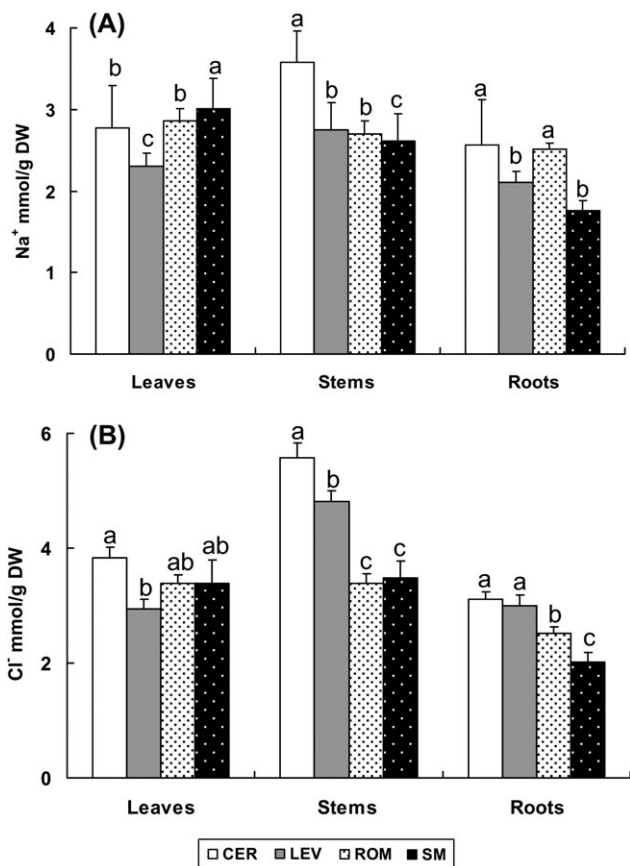 (A)
4
3
2
1
0
Na⁺ mmol/g DW
b c b a
a b b c
a b a b
Leaves Stems Roots
(B)
6
4
2
0
Cl⁻ mmol/g DW
a b ab ab
a b c c
a a b c
Leaves Stems Roots
CER LEV ROM SM